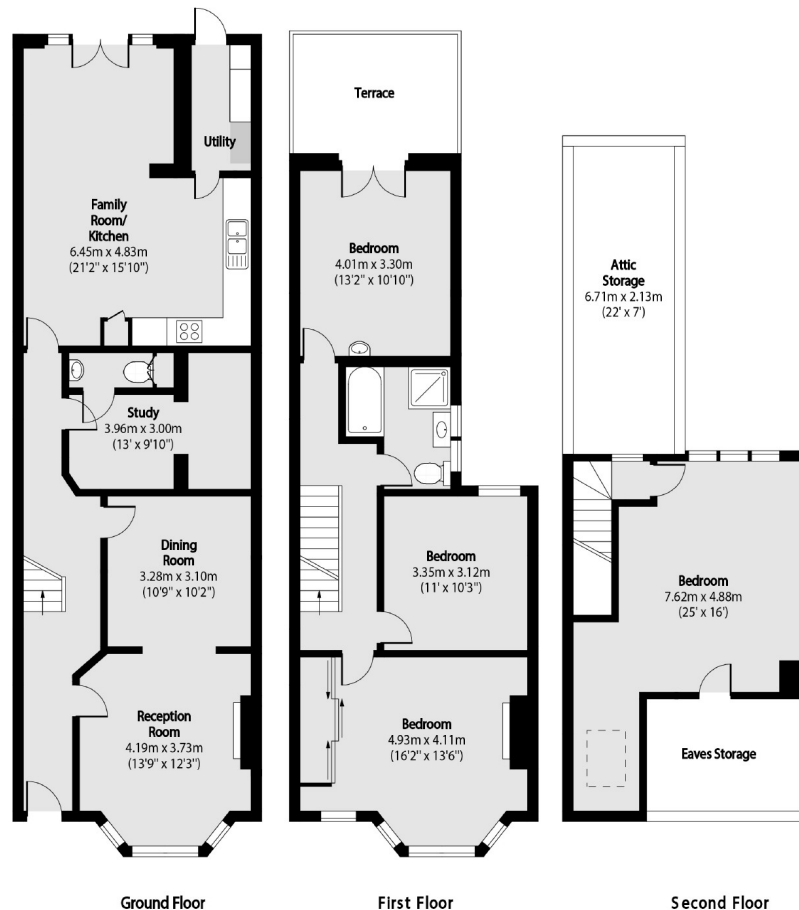 Utility
Family
Room/
Kitchen
6.45m x 4.83m
(21'2" x 15'10")
Study
3.96m x 3.00m
(13' x 9'10")
Dining
Room
3.28m x 3.10m
(10'9" x 10'2")
Reception
Room
4.19m x 3.73m
(13'9" x 12'3")
Ground Floor
Terrace
Bedroom
4.01m x 3.30m
(13'2" x 10'10")
Bedroom
3.35m x 3.12m
(11' x 10'3")
Bedroom
4.93m x 4.11m
(16'2" x 13'6")
First Floor
Attic
Storage
6.71m x 2.13m
(22' x 7')
Bedroom
7.62m x 4.88m
(25' x 16')
Eaves Storage
Second Floor